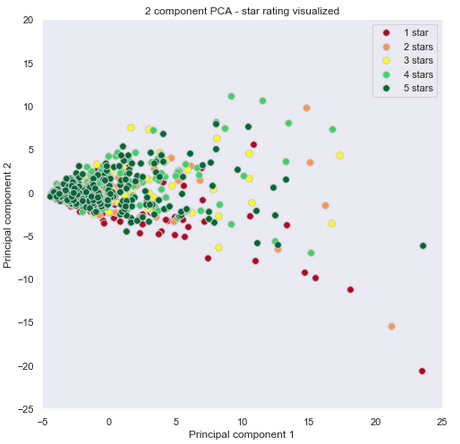 2 component PCA - star rating visualized
20
15
10
5
0
−5
−10
−15
−20
−25
Principal component 2
1 star
2 stars
3 stars
4 stars
5 stars
−5
0
5
10
15
20
25
Principal component 1